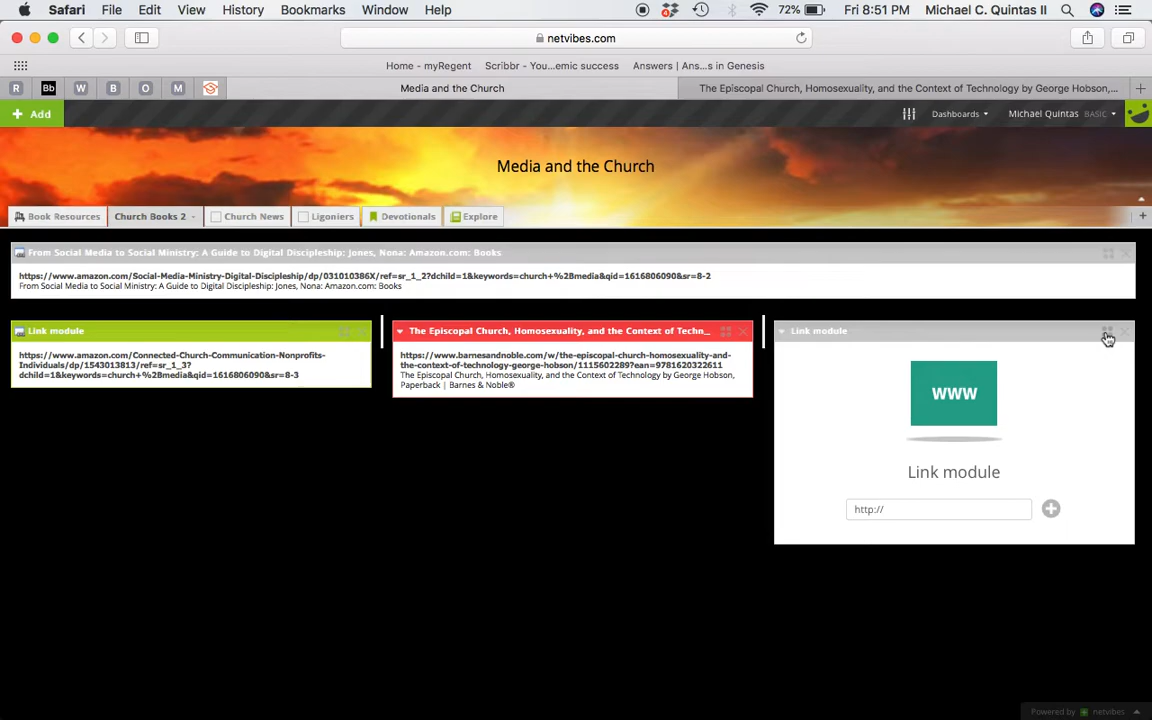 Safari File Edit View History Bookmarks Window Help 4 72% Fri 8:51 PM Michael C. Quintas II
netvibes.com
Home - myRegent Scribbr - You...emic success Answers | Ans...s in Genesis
R Bb W B O M Media and the Church The Episcopal Church, Homosexuality, and the Context of Technology by George Hobson,...
+ Add Dashboards Michael Quintas BASIC
Media and the Church
Book Resources Church Books 2 Church News Ligoniers Devotionals Explore +
From Social Media to Social Ministry: A Guide to Digital Discipleship: Jones, Nona: Amazon.com: Books
https://www.amazon.com/Social-Media-Ministry-Digital-Discipleship/dp/031010386X/ref=sr_1_2?dchild=1&keywords=church+%2Bmedia&qid=1616806090&sr=8-2
From Social Media to Social Ministry: A Guide to Digital Discipleship: Jones, Nona: Amazon.com: Books
Link module
https://www.amazon.com/Connected-Church-Communication-Nonprofits-
Individuals/dp/1543013813/ref=sr_1_3?
dchild=1&keywords=church+%2Bmedia&qid=1616806090&sr=8-3
The Episcopal Church, Homosexuality, and the Context of Techn...
https://www.barnesandnoble.com/w/the-episcopal-church-homosexuality-and-
the-context-of-technology-george-hobson/1115602289?ean=9781620322611
The Episcopal Church, Homosexuality, and the Context of Technology by George Hobson,
Paperback | Barnes & Noble®
Link module
www
Link module
http://
Powered by netvibes